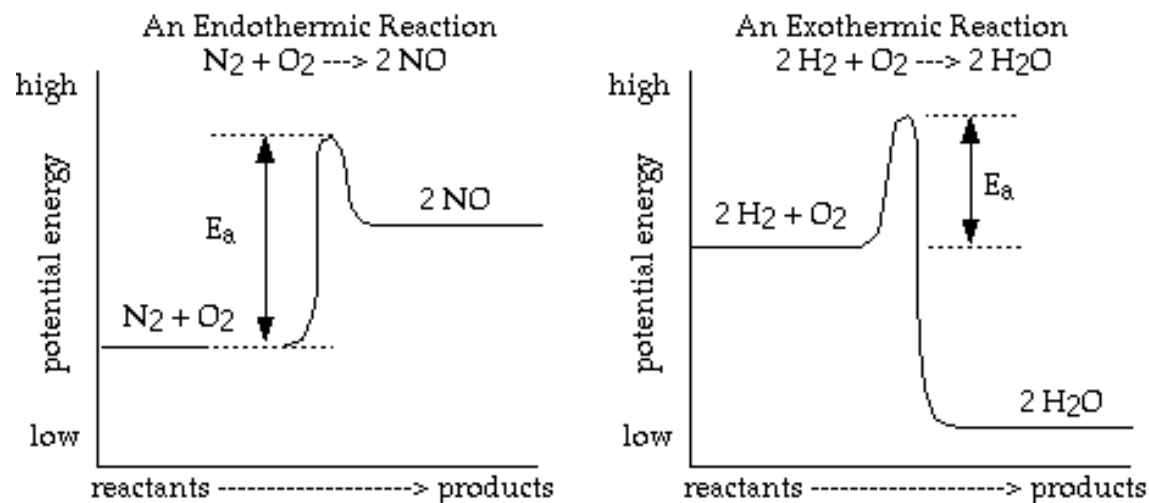 An Endothermic Reaction
N2 + O2 ---> 2 NO
high
potential energy
low
Ea
N2 + O2
2 NO
reactants --------------------> products
An Exothermic Reaction
2 H2 + O2 ---> 2 H2O
high
potential energy
low
2 H2 + O2
Ea
2 H2O
reactants --------------------> products